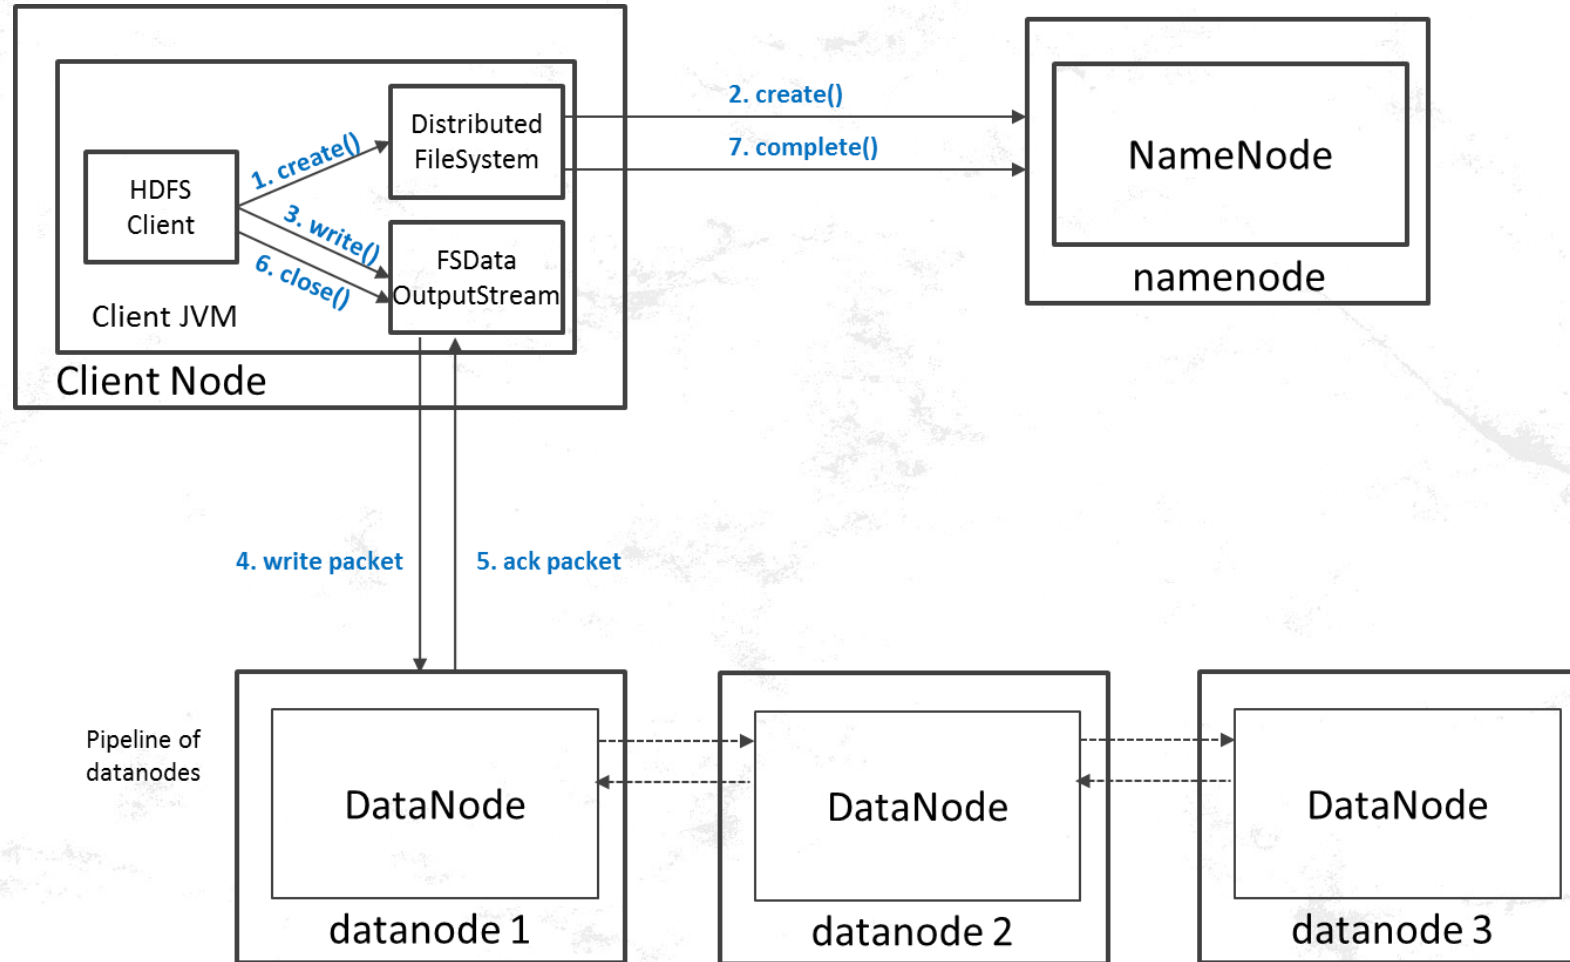 HDFS
Client
1. create()
3. write()
6. close()
Distributed
FileSystem
FSData
OutputStream
Client JVM
Client Node
2. create()
7. complete()
NameNode
namenode
4. write packet
5. ack packet
Pipeline of
datanodes
DataNode
datanode 1
DataNode
datanode 2
DataNode
datanode 3